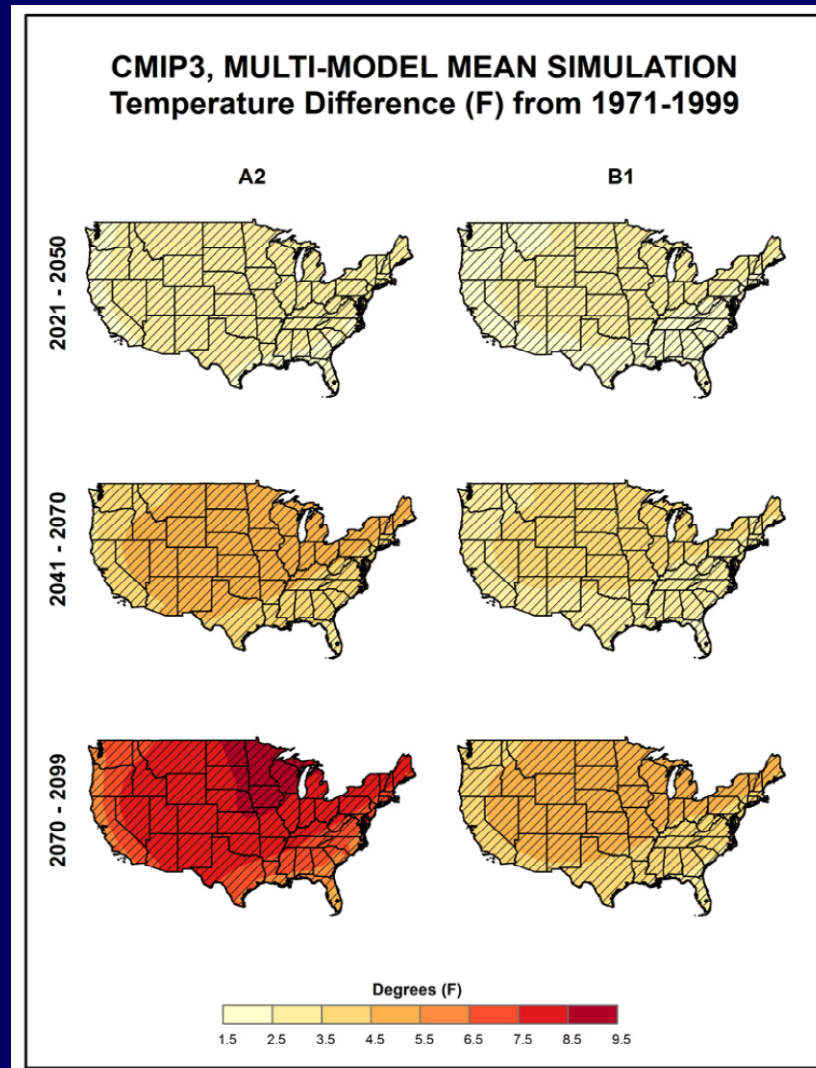 CMIP3, MULTI-MODEL MEAN SIMULATION
Temperature Difference (F) from 1971-1999
A2
B1
2021 - 2050
2041 - 2070
2070 - 2099
Degrees (F)
1.5 2.5 3.5 4.5 5.5 6.5 7.5 8.5 9.5